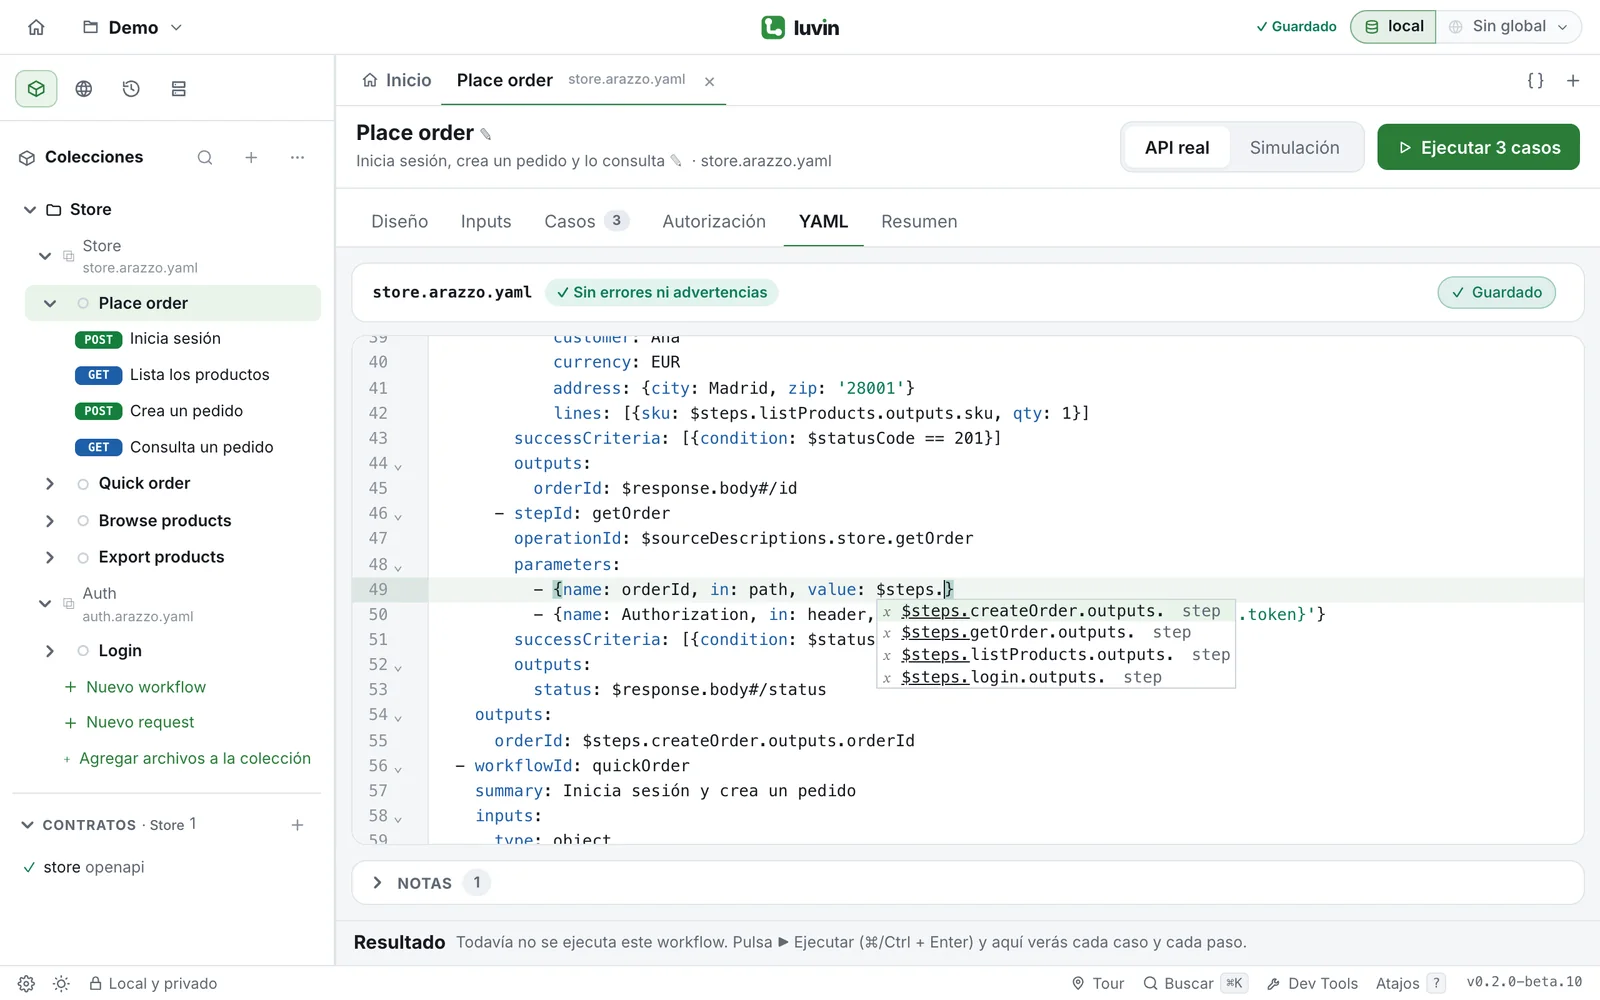 Demo
luvin
Guardado
local
Sin global
Inicio
Place order
store.arazzo.yaml
Colecciones
Store
Store
store.arazzo.yaml
Place order
POST Inicia sesión
GET Lista los productos
POST Crea un pedido
GET Consulta un pedido
Quick order
Browse products
Export products
Auth
auth.arazzo.yaml
Login
+ Nuevo workflow
+ Nuevo request
+ Agregar archivos a la colección
CONTRATOS · Store 1
store openapi
Place order
Inicia sesión, crea un pedido y lo consulta · store.arazzo.yaml
API real
Simulación
Ejecutar 3 casos
Diseño
Inputs
Casos 3
Autorización
YAML
Resumen
store.arazzo.yaml
Sin errores ni advertencias
Guardado
39 customer: Ana
40 currency: EUR
41 address: {city: Madrid, zip: '28001'}
42 lines: [{sku: $steps.listProducts.outputs.sku, qty: 1}]
43 successCriteria: [{condition: $statusCode == 201}]
44 outputs:
45 orderId: $response.body#/id
46 - stepId: getOrder
47 operationId: $sourceDescriptions.store.getOrder
48 parameters:
49 - {name: orderId, in: path, value: $steps.}
50 - {name: Authorization, in: header, .token}'}
51 successCriteria: [{condition: $status
52 outputs:
53 status: $response.body#/status
54 outputs:
55 orderId: $steps.createOrder.outputs.orderId
56 - workflowId: quickOrder
57 summary: Inicia sesión y crea un pedido
58 inputs:
59 type: object
x $steps.createOrder.outputs. step
x $steps.getOrder.outputs. step
x $steps.listProducts.outputs. step
x $steps.login.outputs. step
NOTAS 1
Resultado Todavía no se ejecuta este workflow. Pulsa ▶ Ejecutar (⌘/Ctrl + Enter) y aquí verás cada caso y cada paso.
Local y privado
Tour
Buscar ⌘K
Dev Tools
Atajos ?
v0.2.0-beta.10